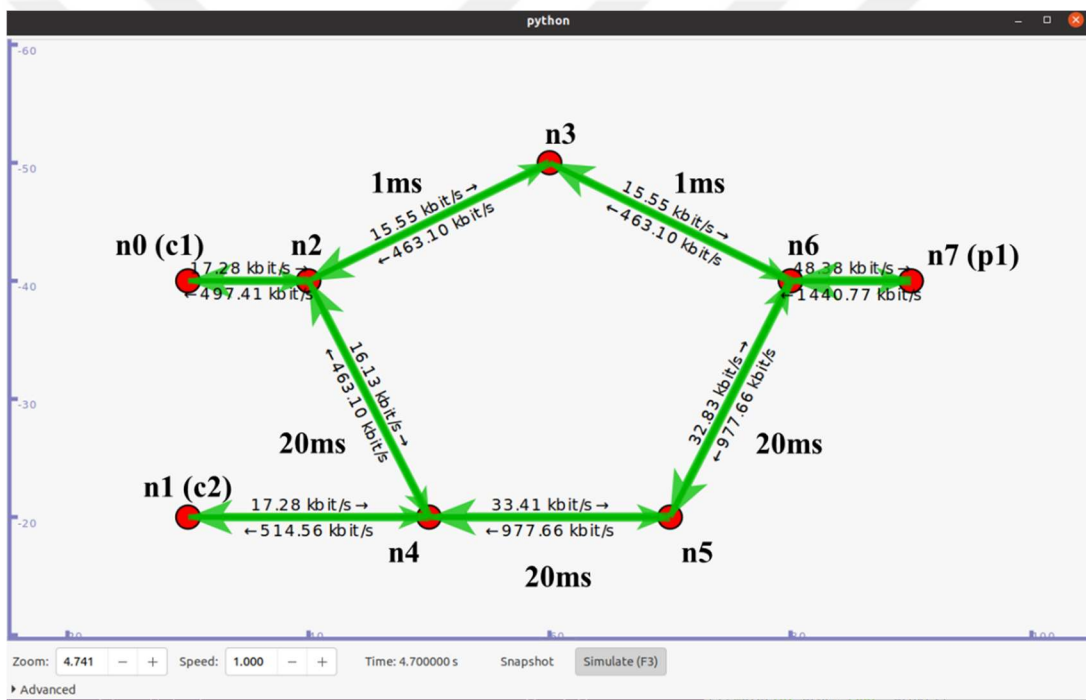 python
-60
n3
-50
1ms
15.55 kbit/s→
←463.10 kbit/s
1ms
15.55 kbit/s→
←463.10 kbit/s
n0 (c1)
n2
n6
n7 (p1)
17.28 kbit/s→
←497.41 kbit/s
48.38 kbit/s→
←1440.77 kbit/s
-40
16.13 kbit/s→
←463.10 kbit/s
32.83 kbit/s→
←977.66 kbit/s
-30
20ms
20ms
n1 (c2)
17.28 kbit/s→
←514.56 kbit/s
33.41 kbit/s→
←977.66 kbit/s
-20
n4
n5
20ms
Zoom: 4.741 − + Speed: 1.000 − + Time: 4.700000 s Snapshot Simulate (F3)
Advanced